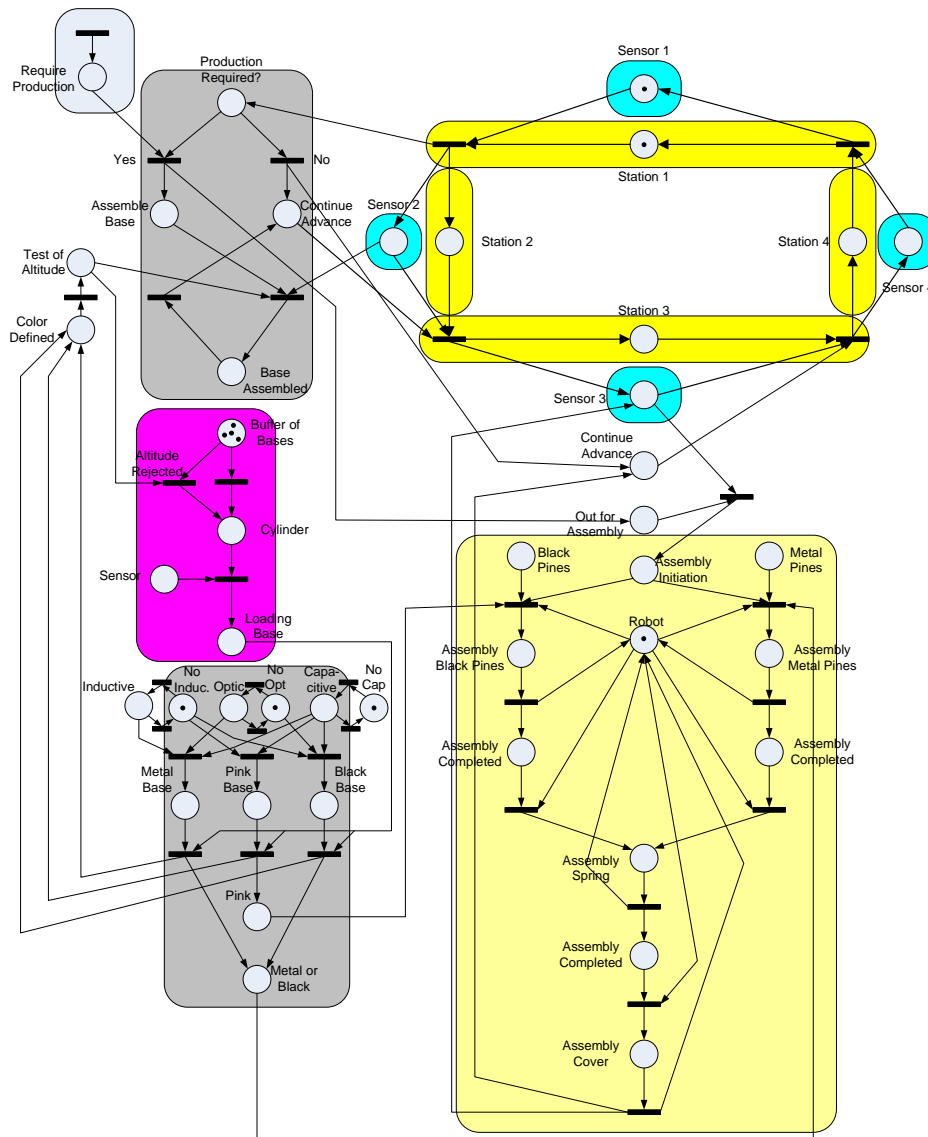 Require
Production
Production
Required?
Yes
No
Assemble
Base
Continue
Advance
Base
Assembled
Test of
Altitude
Color
Defined
Sensor 1
Station 1
Sensor 2
Station 2
Station 4
Sensor 4
Station 3
Sensor 3
Continue
Advance
Out for
Assembly
Buffer of
Bases
Altitude
Rejected
Cylinder
Sensor
Loading
Base
Inductive
No
Induc.
Optic
No
Opt
Capa-
citive
No
Cap
Metal
Base
Pink
Base
Black
Base
Pink
Metal or
Black
Black
Pines
Assembly
Initiation
Metal
Pines
Robot
Assembly
Black Pines
Assembly
Metal Pines
Assembly
Completed
Assembly
Completed
Assembly
Spring
Assembly
Completed
Assembly
Cover